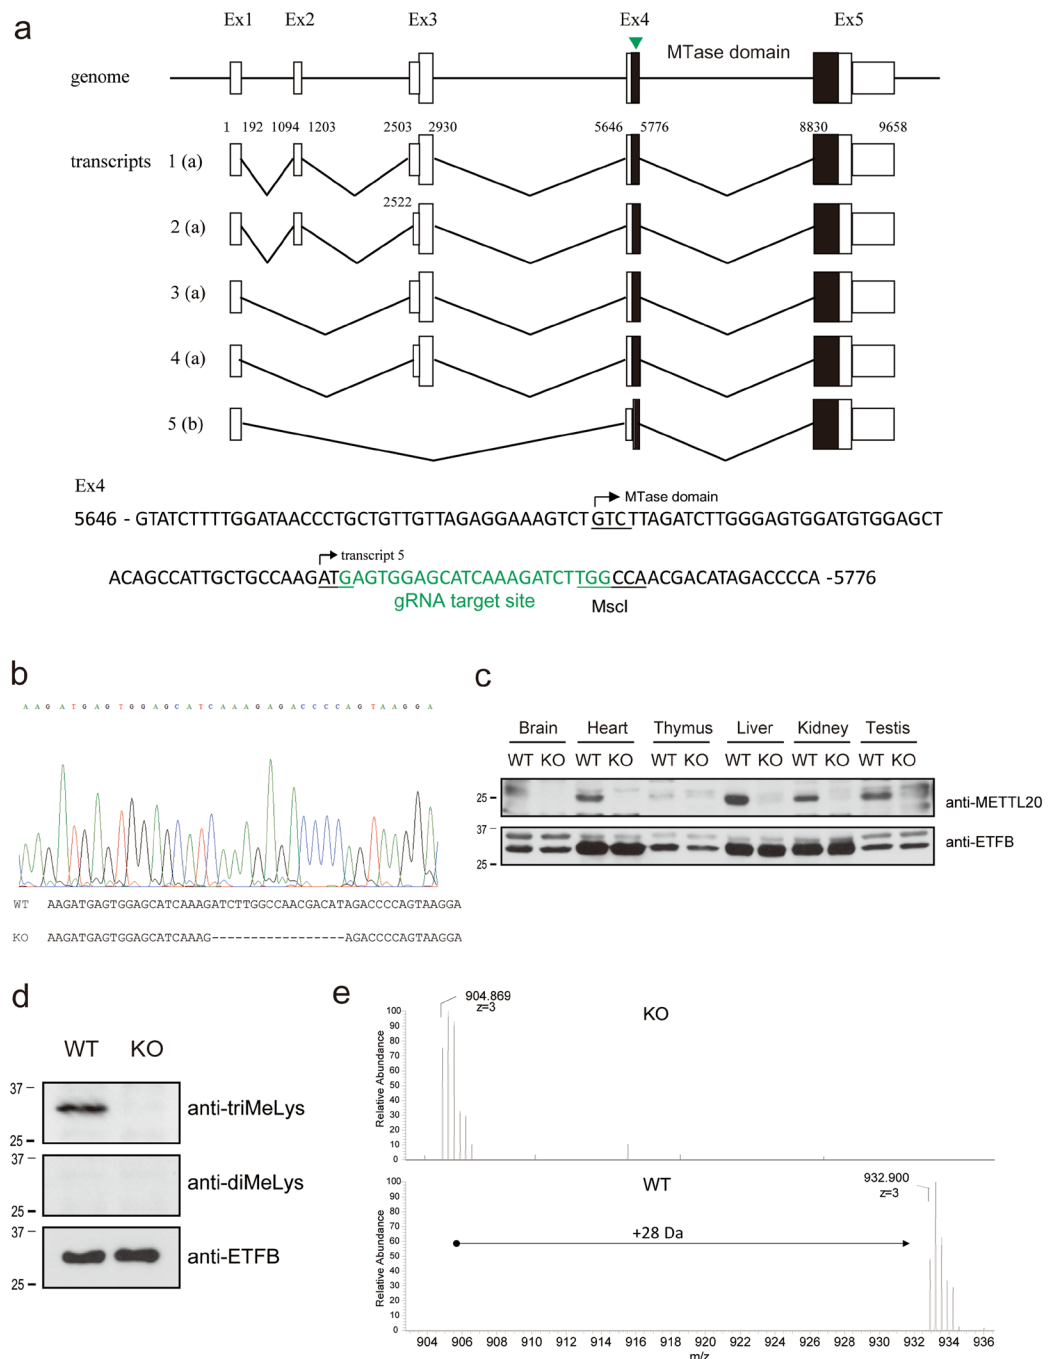 a
Ex1 Ex2 Ex3 Ex4 Ex5
MTase domain
genome
1 192 1094 1203 2503 2930 5646 5776 8830 9658
transcripts 1 (a)
2522
2 (a)
3 (a)
4 (a)
5 (b)
Ex4
MTase domain
5646 - GTATCTTTTGGATAACCCTGCTGTTGTTAGAGGAAAGTCT GTCTTAGATCTTGGGAGTGGATGTGGAGCT
transcript 5
ACAGCCATTGCTGCCAAGATGAGTGGAGCATCAAAGATCTTGGCCAACGACATAGACCCCA -5776
gRNA target site
MscI
b
A A G A T G A G T G G A G C A T C A A A G A G A C C C C A G T A A G G A
WT AAGATGAGTGGAGCATCAAAGATCTTGGCCAACGACATAGACCCCAGTAAGGA
KO AAGATGAGTGGAGCATCAAAG-----------------AGACCCCAGTAAGGA
c
Brain Heart Thymus Liver Kidney Testis
WT KO WT KO WT KO WT KO WT KO WT KO
25
anti-METTL20
37
anti-ETFB
25
d
WT KO
37
anti-triMeLys
25
37
anti-diMeLys
25
37
anti-ETFB
25
e
904.869
z=3
KO
Relative Abundance
100
90
80
70
60
50
40
30
20
10
0
932.900
z=3
WT
+28 Da
Relative Abundance
100
90
80
70
60
50
40
30
20
10
0
904 906 908 910 912 914 916 918 920 922 924 926 928 930 932 934 936
m/z